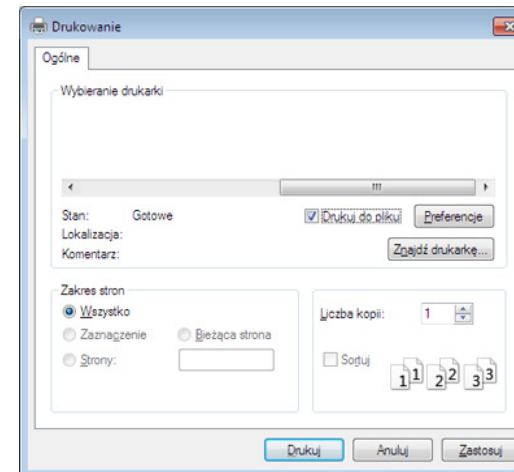 Drukowanie
Ogólne
Wybieranie drukarki
Stan: Gotowe
Drukuj do pliku
Preferencje
Lokalizacja:
Komentarz:
Znajdź drukarkę...
Zakres stron
Wszystko
Zaznaczenie
Bieżąca strona
Strony:
Liczba kopii: 1
Sortuj
1 1 2 2 3 3
Drukuj
Anuluj
Zastosuj